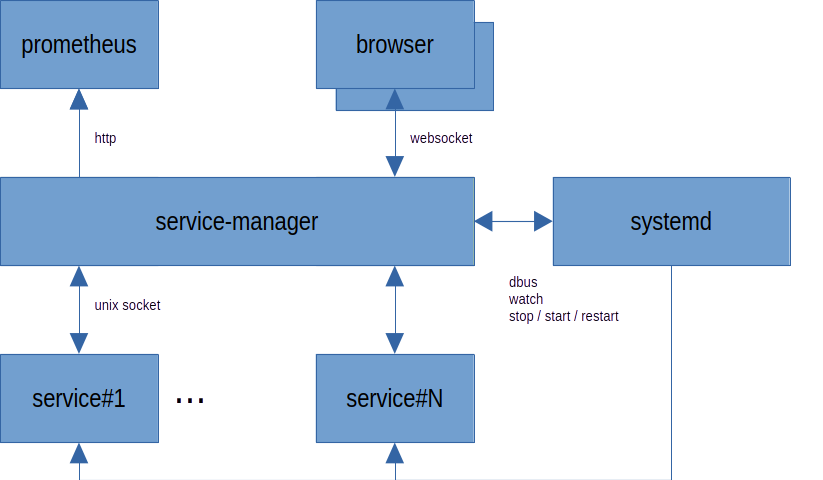 prometheus
browser
http
websocket
service-manager
systemd
dbus
watch
stop / start / restart
unix socket
service#1
...
service#N